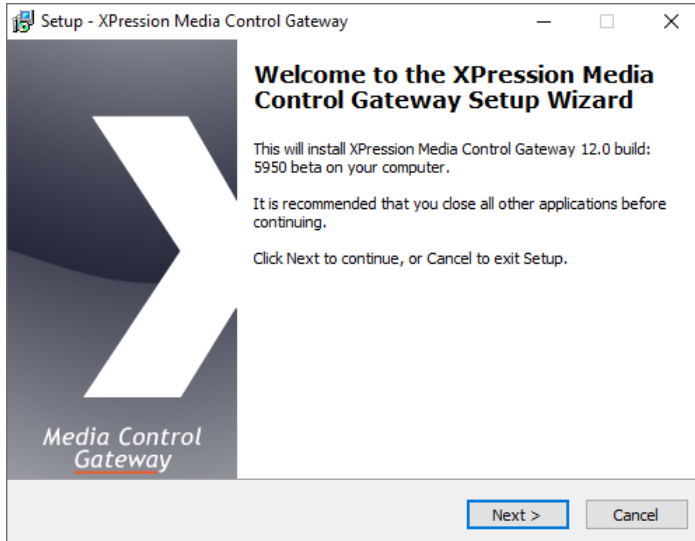 Setup - XPression Media Control Gateway
Welcome to the XPression Media
Control Gateway Setup Wizard
This will install XPression Media Control Gateway 12.0 build:
5950 beta on your computer.
It is recommended that you close all other applications before
continuing.
Click Next to continue, or Cancel to exit Setup.
Media Control
Gateway
Next >
Cancel